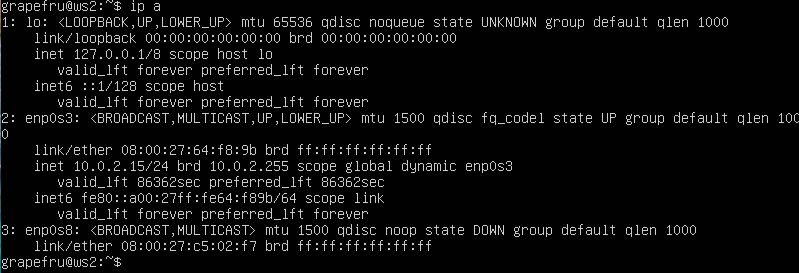 grapefru@ws2:~$ ip a
1: lo: <LOOPBACK,UP,LOWER_UP> mtu 65536 qdisc noqueue state UNKNOWN group default qlen 1000
    link/loopback 00:00:00:00:00:00 brd 00:00:00:00:00:00
    inet 127.0.0.1/8 scope host lo
       valid_lft forever preferred_lft forever
    inet6 ::1/128 scope host
       valid_lft forever preferred_lft forever
2: enp0s3: <BROADCAST,MULTICAST,UP,LOWER_UP> mtu 1500 qdisc fq_codel state UP group default qlen 100
0
    link/ether 08:00:27:64:f8:9b brd ff:ff:ff:ff:ff:ff
    inet 10.0.2.15/24 brd 10.0.2.255 scope global dynamic enp0s3
       valid_lft 86362sec preferred_lft 86362sec
    inet6 fe80::a00:27ff:fe64:f89b/64 scope link
       valid_lft forever preferred_lft forever
3: enp0s8: <BROADCAST,MULTICAST> mtu 1500 qdisc noop state DOWN group default qlen 1000
    link/ether 08:00:27:c5:02:f7 brd ff:ff:ff:ff:ff:ff
grapefru@ws2:~$